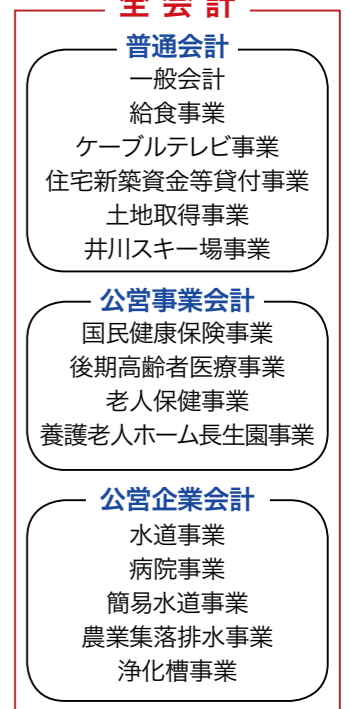 全会計
普通会計
一般会計
給食事業
ケーブルテレビ事業
住宅新築資金等貸付事業
土地取得事業
井川スキー場事業
公営事業会計
国民健康保険事業
後期高齢者医療事業
老人保健事業
養護老人ホーム長生園事業
公営企業会計
水道事業
病院事業
簡易水道事業
農業集落排水事業
浄化槽事業